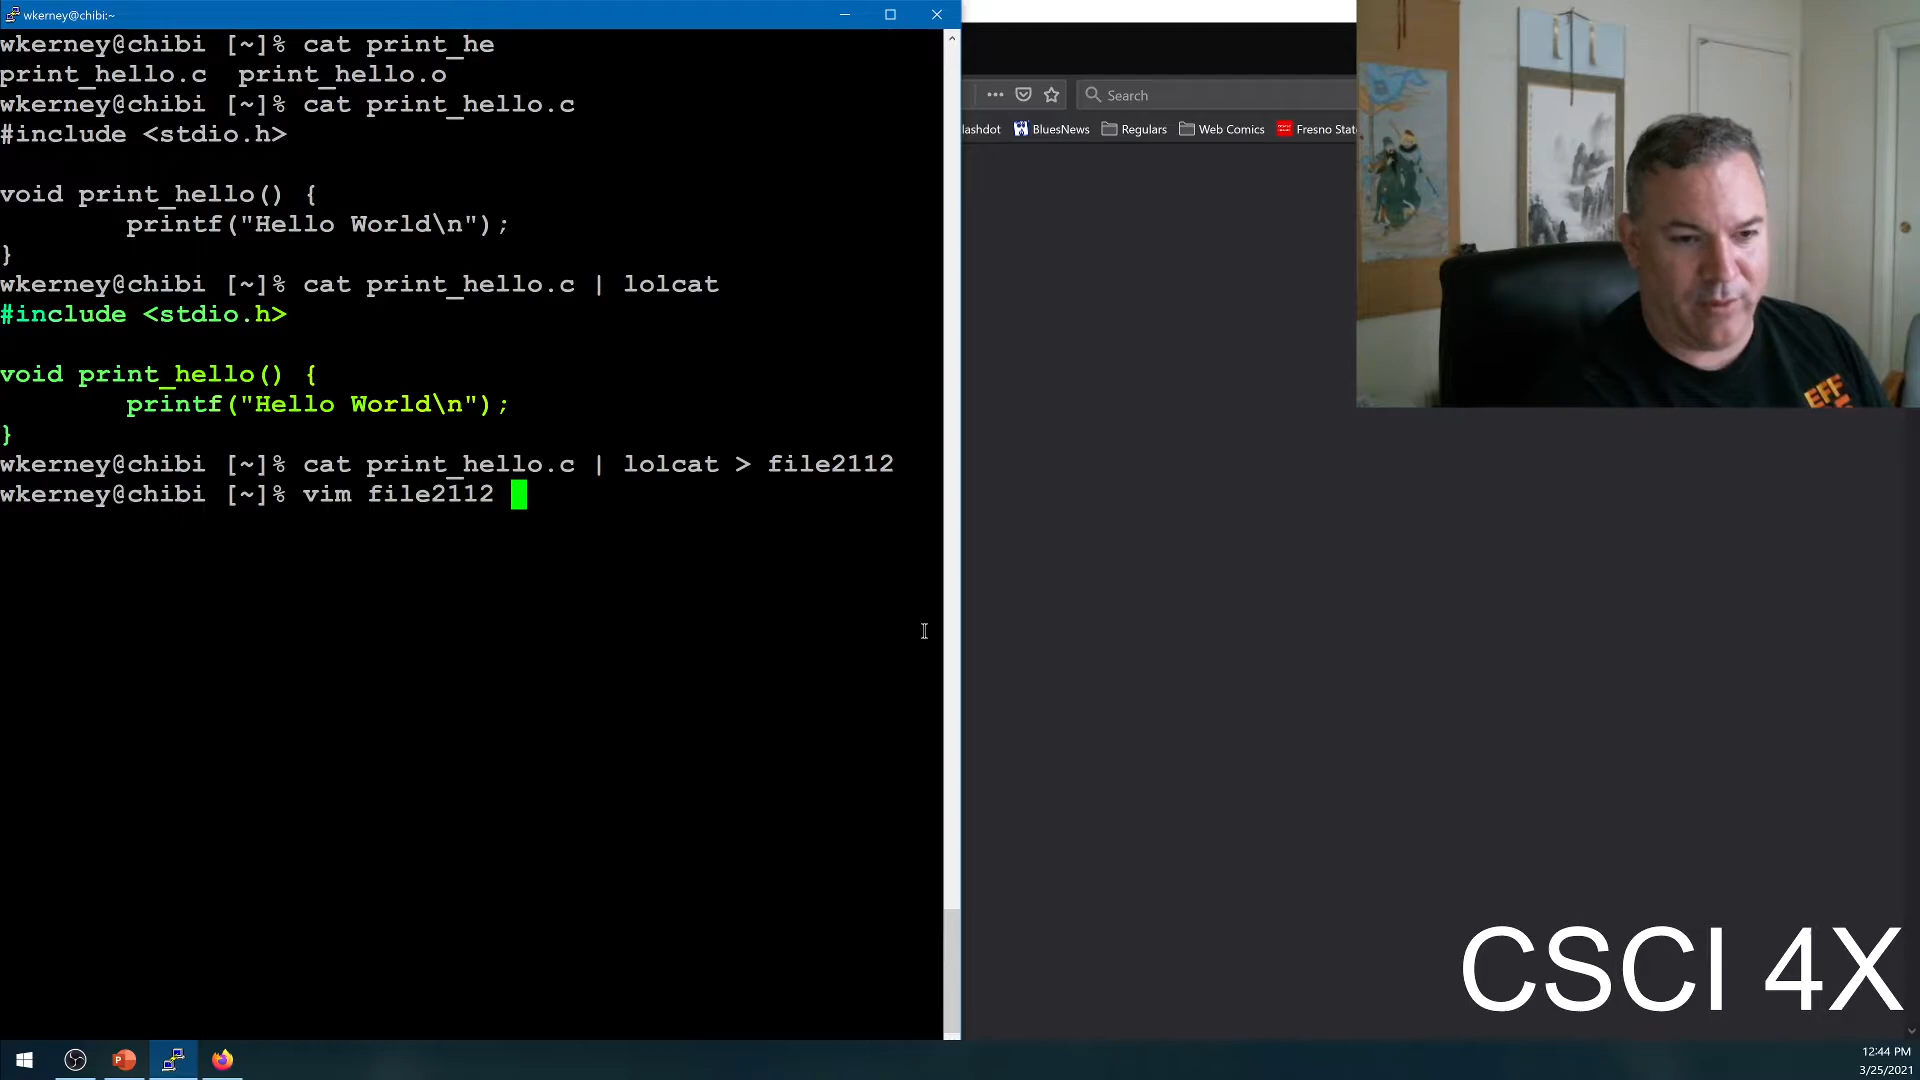 wkerney@chibi:~
wkerney@chibi [~]% cat print_he
print_hello.c  print_hello.o
wkerney@chibi [~]% cat print_hello.c
#include <stdio.h>
void print_hello() {
        printf("Hello World\n");
}
wkerney@chibi [~]% cat print_hello.c | lolcat
#include <stdio.h>
void print_hello() {
        printf("Hello World\n");
}
wkerney@chibi [~]% cat print_hello.c | lolcat > file2112
wkerney@chibi [~]% vim file2112
Search
lashdot BluesNews Regulars Web Comics Fresno Stat
EFF
CSCI 4X
12:44 PM
3/25/2021